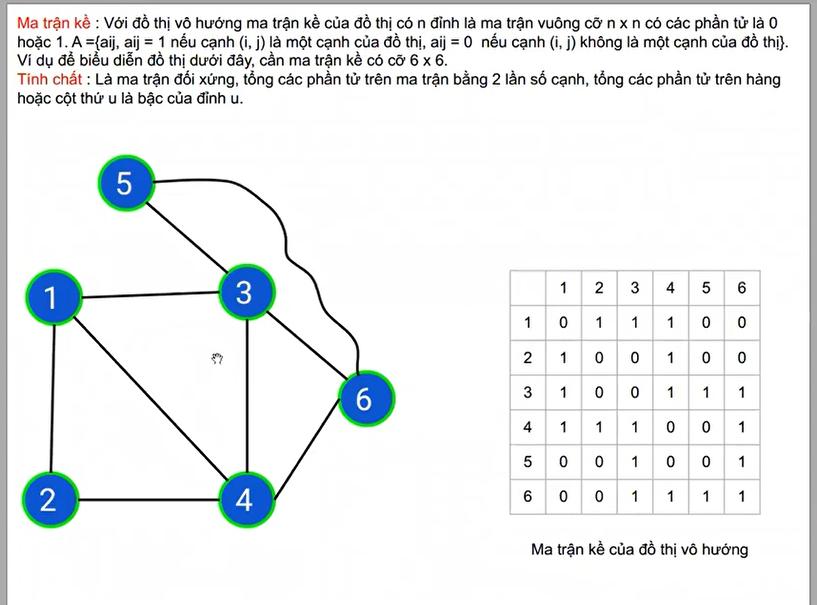 Ma trận kề : Với đồ thị vô hướng ma trận kề của đồ thị có n đỉnh là ma trận vuông cỡ n x n có các phần tử là 0
hoặc 1. A ={aij, aij = 1 nếu cạnh (i, j) là một cạnh của đồ thị, aij = 0 nếu cạnh (i, j) không là một cạnh của đồ thị}.
Ví dụ để biểu diễn đồ thị dưới đây, cần ma trận kề có cỡ 6 x 6.
Tính chất : Là ma trận đối xứng, tổng các phần tử trên ma trận bằng 2 lần số cạnh, tổng các phần tử trên hàng
hoặc cột thứ u là bậc của đỉnh u.
5
1
3
6
2
4
1 2 3 4 5 6
1 0 1 1 1 0 0
2 1 0 0 1 0 0
3 1 0 0 1 1 1
4 1 1 1 0 0 1
5 0 0 1 0 0 1
6 0 0 1 1 1 1
Ma trận kề của đồ thị vô hướng